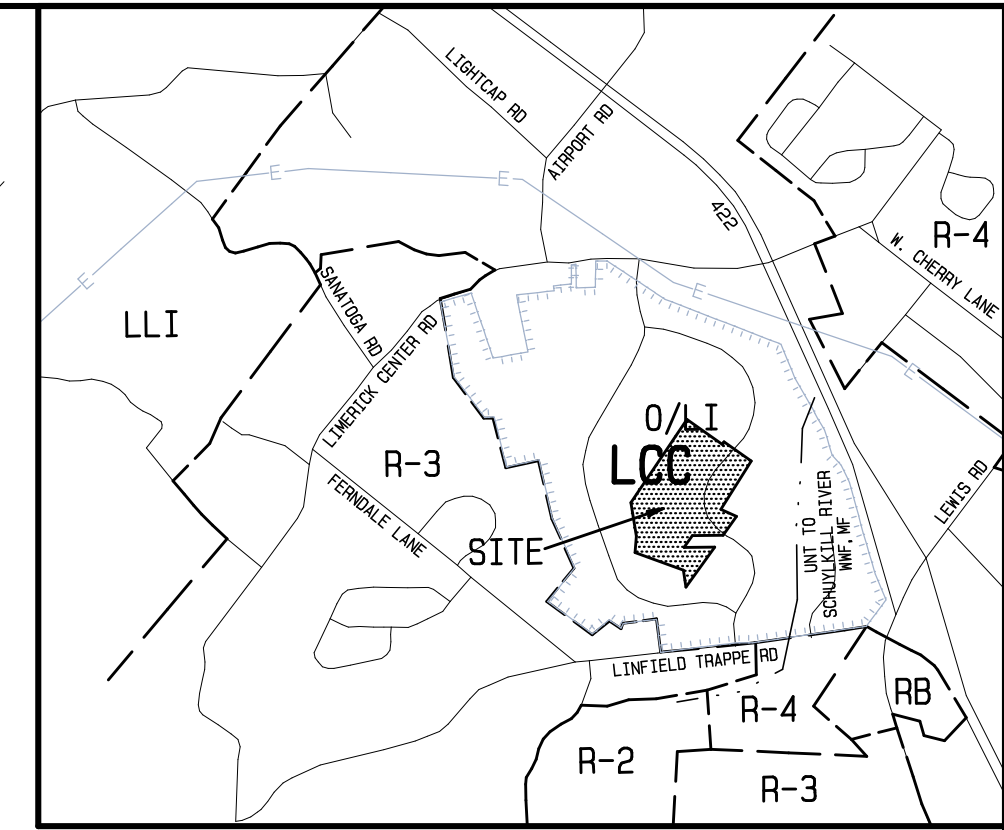 LIGHTCAP RD
AIRPORT RD
E
E
422
R-4
W. CHERRY LANE
E
E
SANATOGA RD
LLI
LIMERICK CENTER RD
E
O/LI
LCC
R-3
FERNDALE LANE
LEWIS RD
SITE
UNT TO
SCHUYLKILL RIVER
WWF, MF
LINFIELD TRAPPE RD
RB
R-4
R-2
R-3